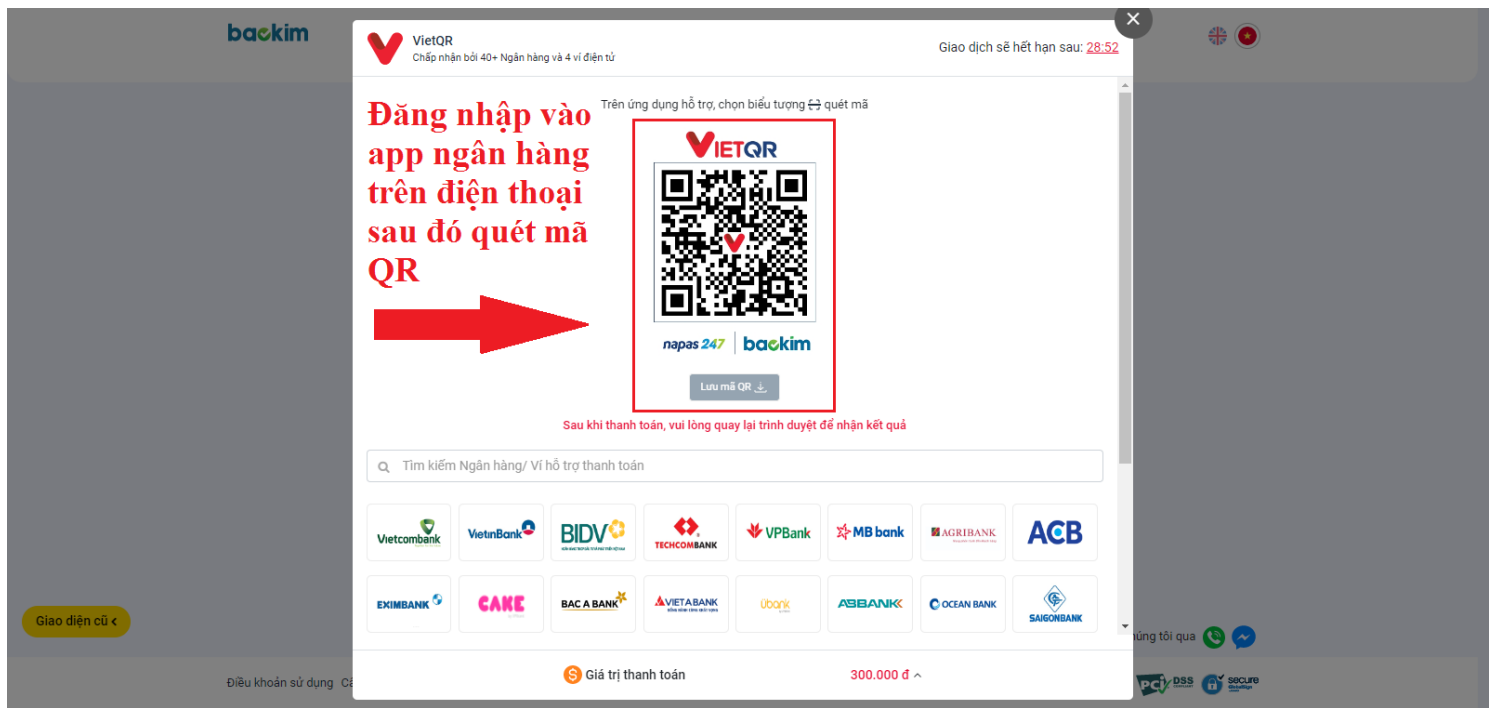 baokim
VietQR
Chấp nhận bởi 40+ Ngân hàng và 4 ví điện tử
Giao dịch sẽ hết hạn sau: 28:52
Trên ứng dụng hỗ trợ, chọn biểu tượng quét mã
Đăng nhập vào
app ngân hàng
trên điện thoại
sau đó quét mã
QR
VIETQR
napas 247 baokim
Lưu mã QR
Sau khi thanh toán, vui lòng quay lại trình duyệt để nhận kết quả
Tìm kiếm Ngân hàng/ Ví hỗ trợ thanh toán
Vietcombank VietinBank BIDV TECHCOMBANK VPBank MB bank AGRIBANK ACB
EXIMBANK CAKE BAC A BANK VIETABANK Ubank ABBANK OCEAN BANK SAIGONBANK
Giao diện cũ
úng tôi qua
Giá trị thanh toán 300.000 đ
Điều khoản sử dụng
PCI DSS secure